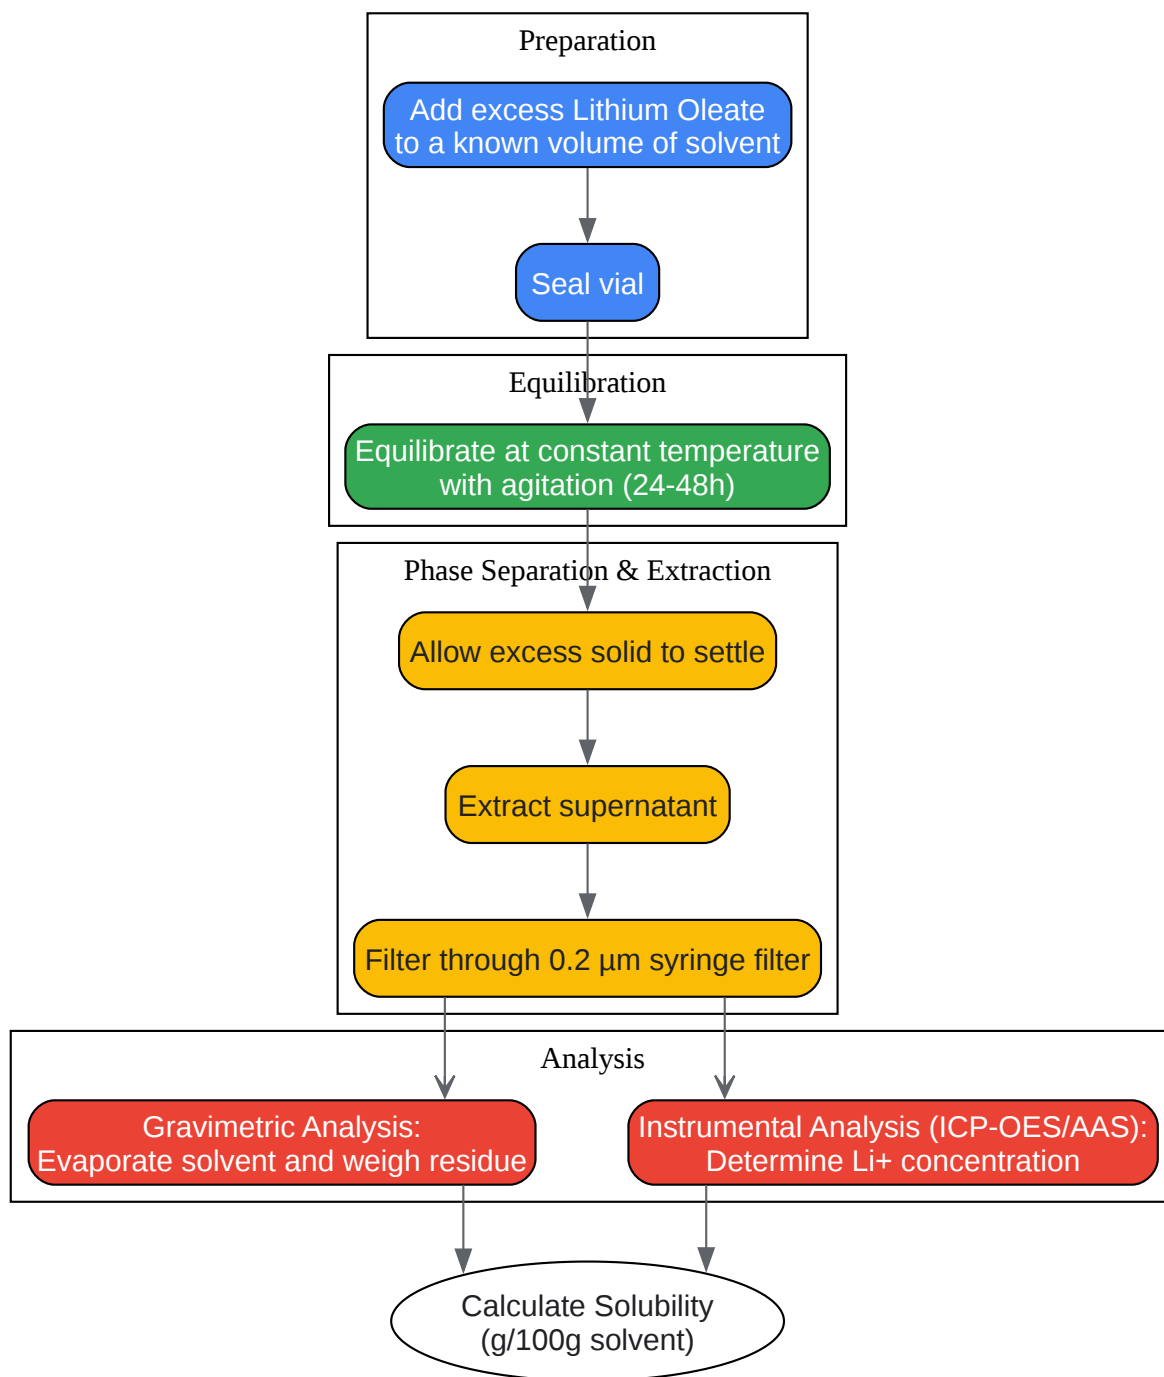 Preparation
Add excess Lithium Oleate
to a known volume of solvent
Seal vial
Equilibration
Equilibrate at constant temperature
with agitation (24-48h)
Phase Separation & Extraction
Allow excess solid to settle
Extract supernatant
Filter through 0.2 µm syringe filter
Analysis
Gravimetric Analysis:
Evaporate solvent and weigh residue
Instrumental Analysis (ICP-OES/AAS):
Determine Li+ concentration
Calculate Solubility
(g/100g solvent)